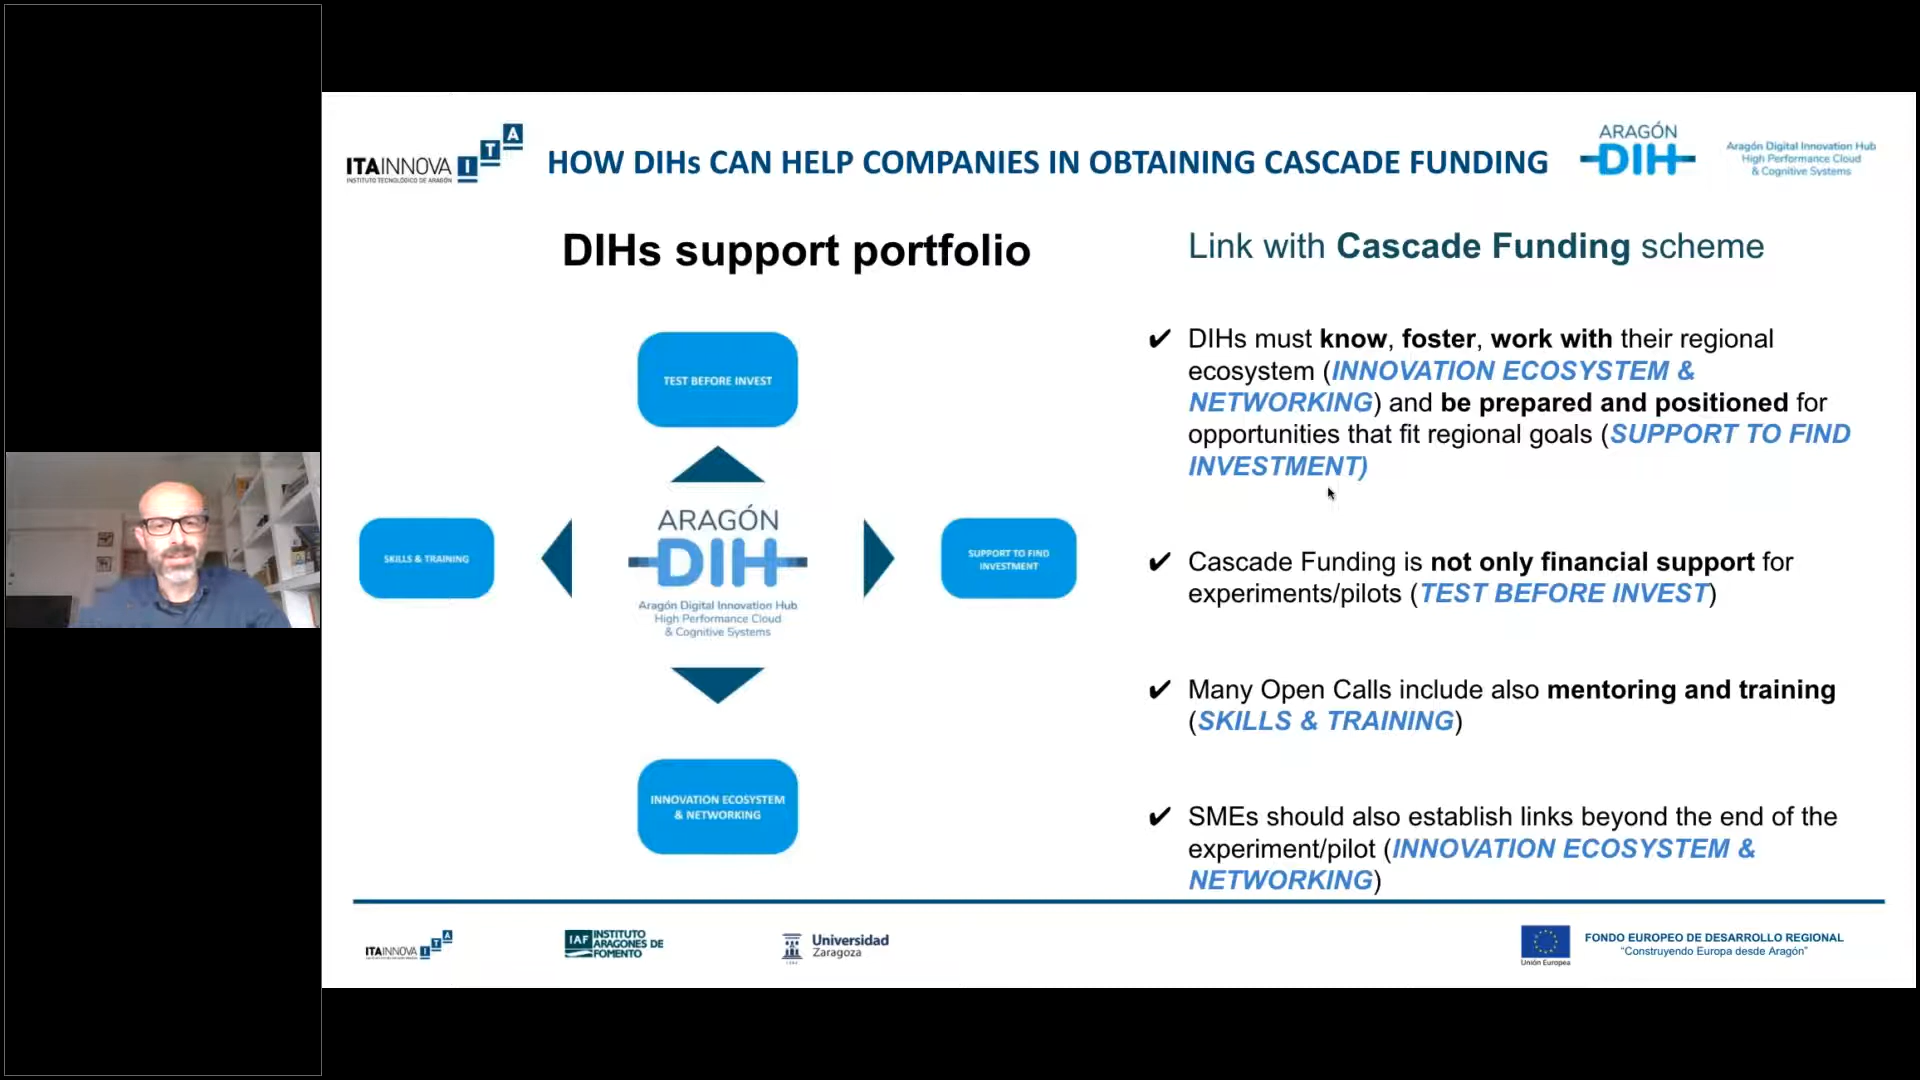 ITAINNOVA I T A
INSTITUTO TECNOLÓGICO DE ARAGÓN
HOW DIHs CAN HELP COMPANIES IN OBTAINING CASCADE FUNDING
ARAGÓN
DIH
Aragón Digital Innovation Hub
High Performance Cloud
& Cognitive Systems
DIHs support portfolio
TEST BEFORE INVEST
SKILLS & TRAINING
ARAGÓN
DIH
Aragón Digital Innovation Hub
High Performance Cloud
& Cognitive Systems
SUPPORT TO FIND
INVESTMENT
INNOVATION ECOSYSTEM
& NETWORKING
Link with Cascade Funding scheme
✔ DIHs must know, foster, work with their regional
ecosystem (INNOVATION ECOSYSTEM &
NETWORKING) and be prepared and positioned for
opportunities that fit regional goals (SUPPORT TO FIND
INVESTMENT)
✔ Cascade Funding is not only financial support for
experiments/pilots (TEST BEFORE INVEST)
✔ Many Open Calls include also mentoring and training
(SKILLS & TRAINING)
✔ SMEs should also establish links beyond the end of the
experiment/pilot (INNOVATION ECOSYSTEM &
NETWORKING)
ITAINNOVA I T A
IAF INSTITUTO
ARAGONES DE
FOMENTO
Universidad
Zaragoza
Unión Europea
FONDO EUROPEO DE DESARROLLO REGIONAL
“Construyendo Europa desde Aragón”